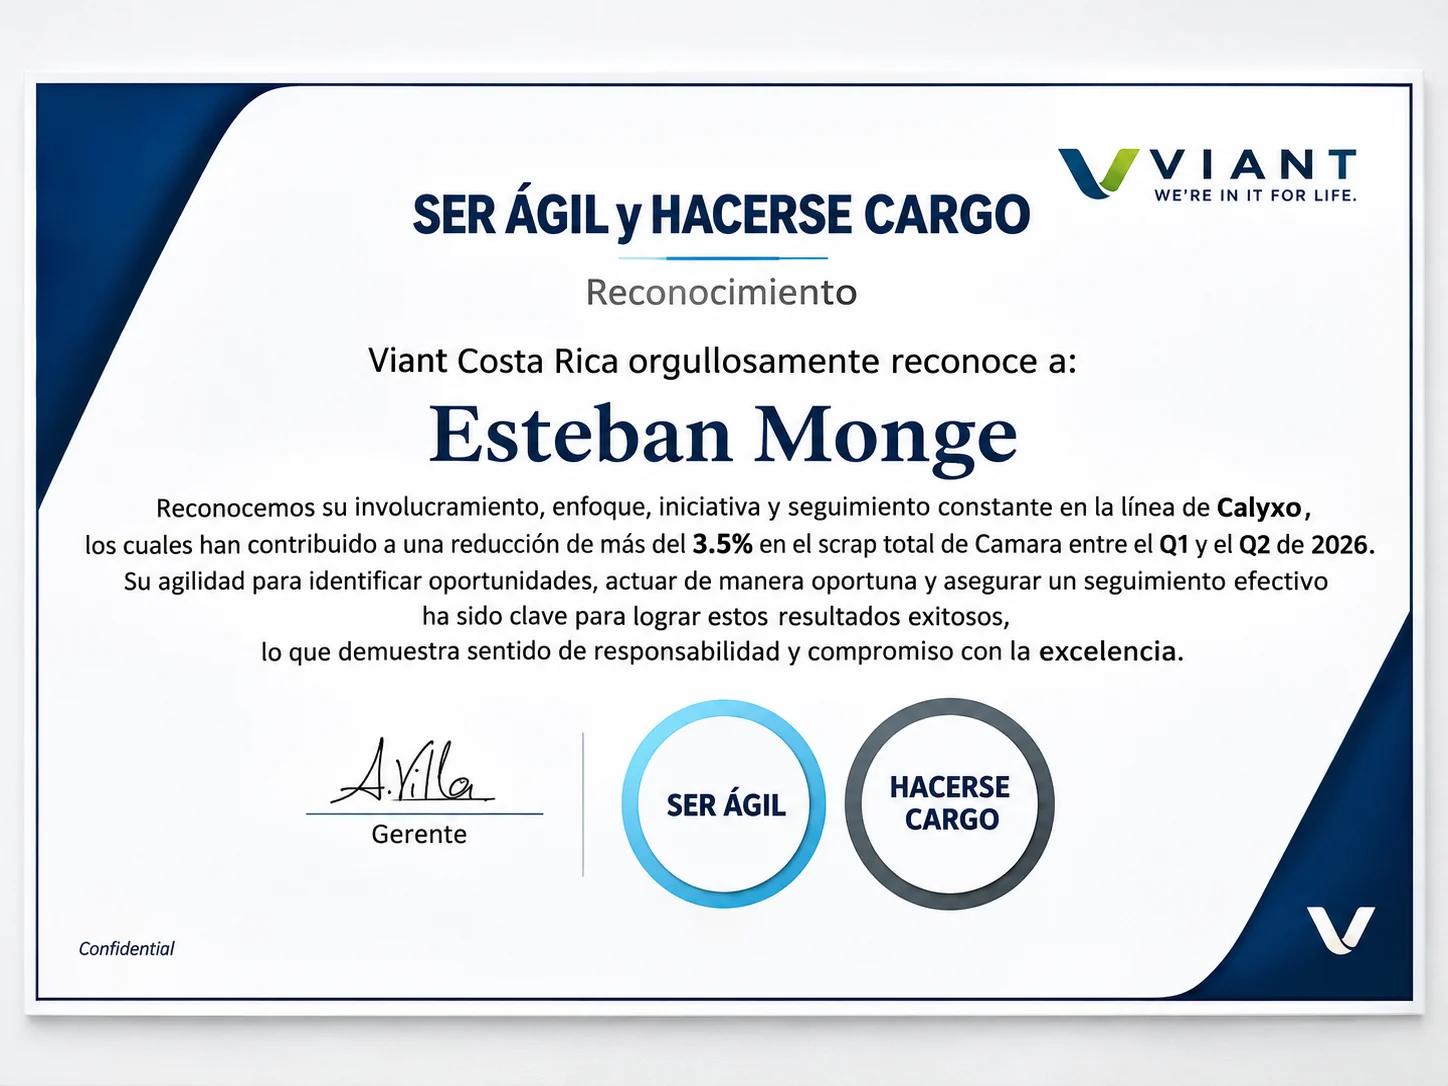 VIANT
WE'RE IN IT FOR LIFE.
SER ÁGIL y HACERSE CARGO
Reconocimiento
Viant Costa Rica orgullosamente reconoce a:
Esteban Monge
Reconocemos su involucramiento, enfoque, iniciativa y seguimiento constante en la línea de Calyxo,
los cuales han contribuido a una reducción de más del 3.5% en el scrap total de Camara entre el Q1 y el Q2 de 2026.
Su agilidad para identificar oportunidades, actuar de manera oportuna y asegurar un seguimiento efectivo
ha sido clave para lograr estos resultados exitosos,
lo que demuestra sentido de responsabilidad y compromiso con la excelencia.
A. Villa
Gerente
SER ÁGIL
HACERSE
CARGO
Confidential